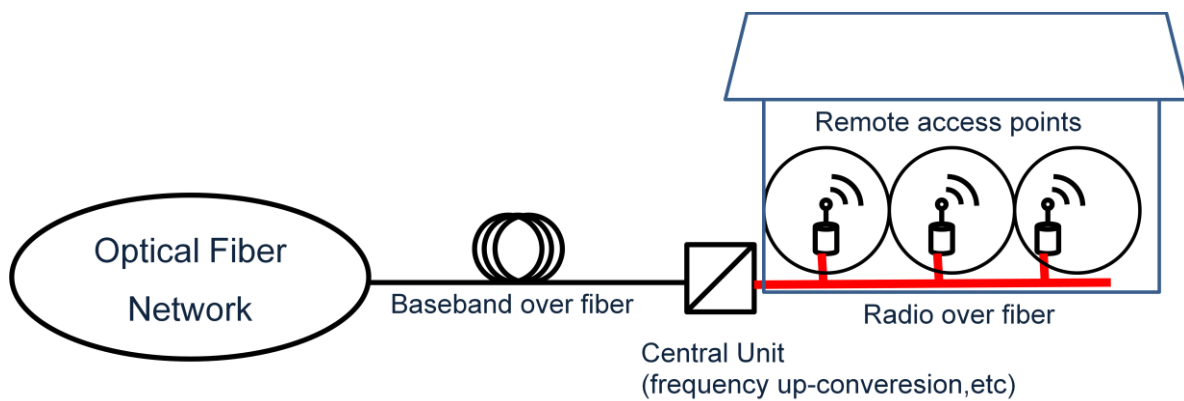 Remote access points
Optical Fiber
Network
Baseband over fiber
Radio over fiber
Central Unit
(frequency up-converesion,etc)